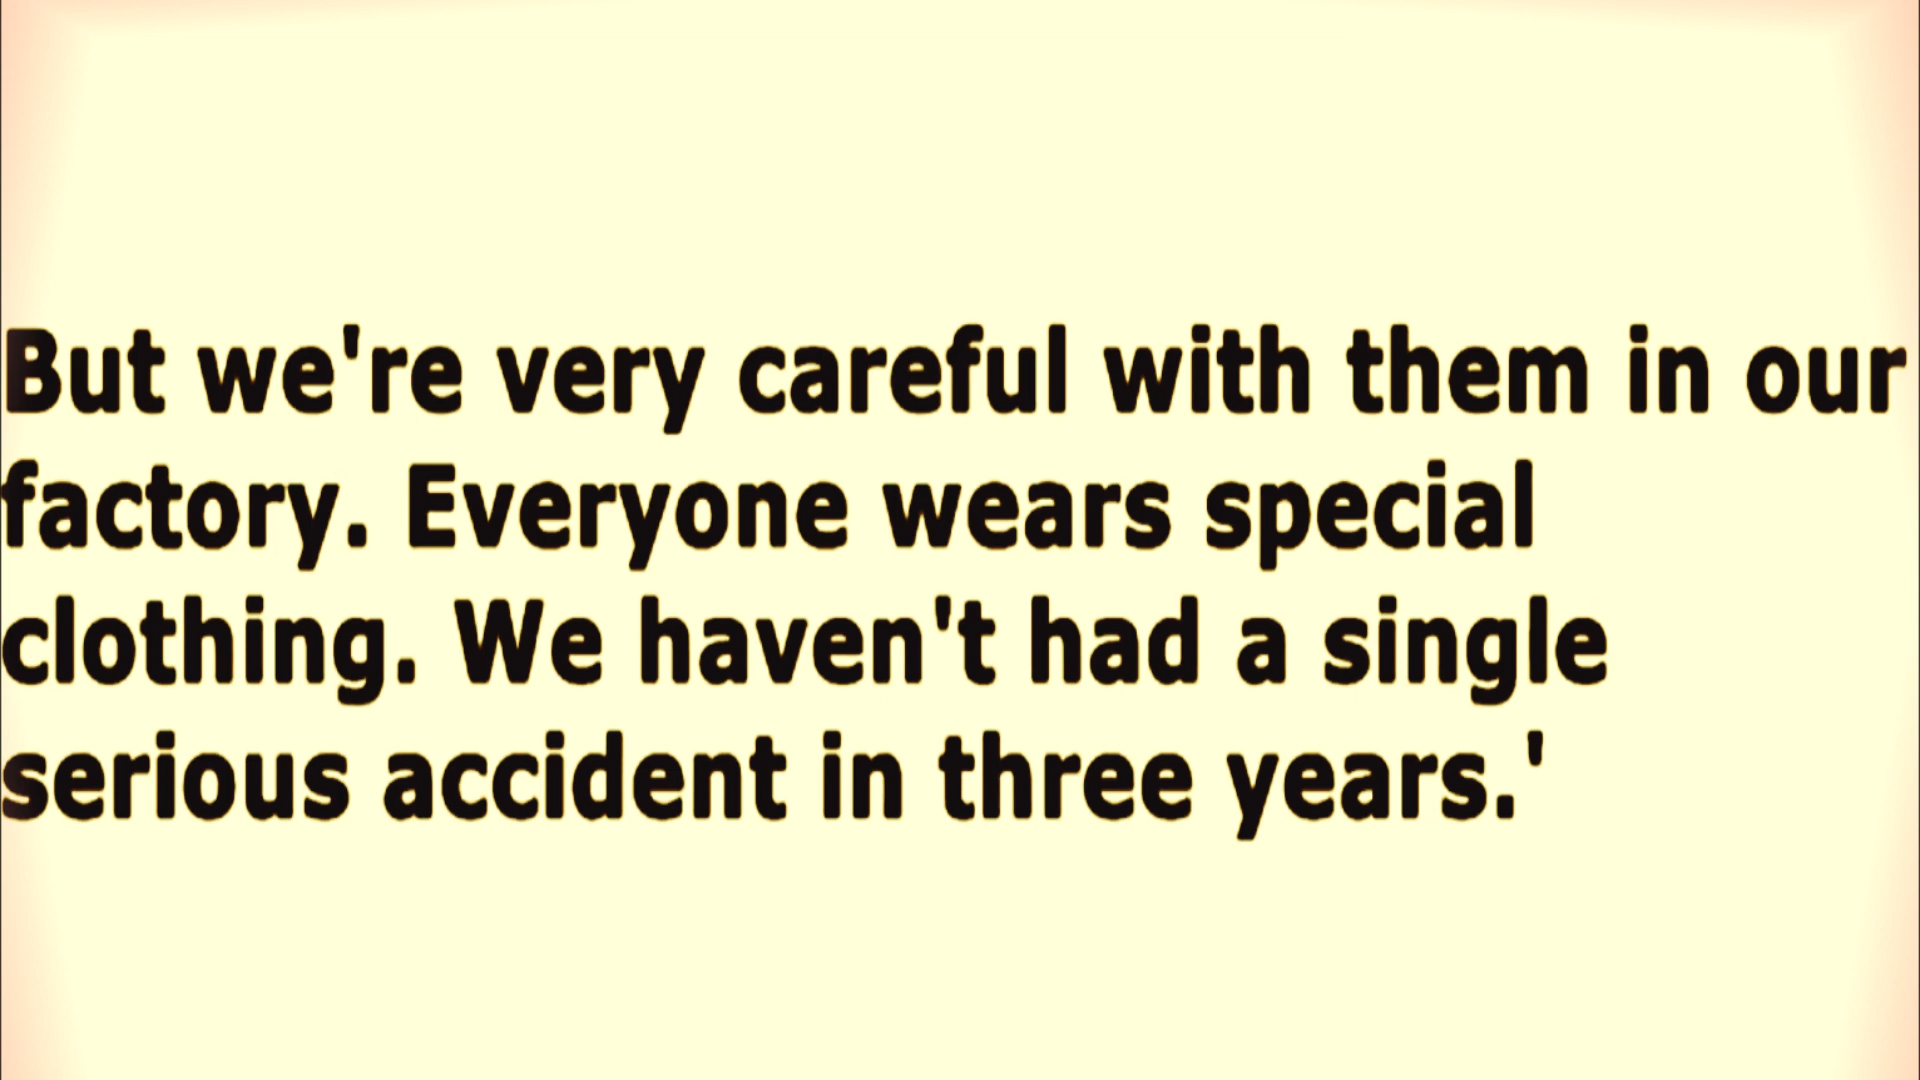 But we're very careful with them in our
factory. Everyone wears special
clothing. We haven't had a single
serious accident in three years.'